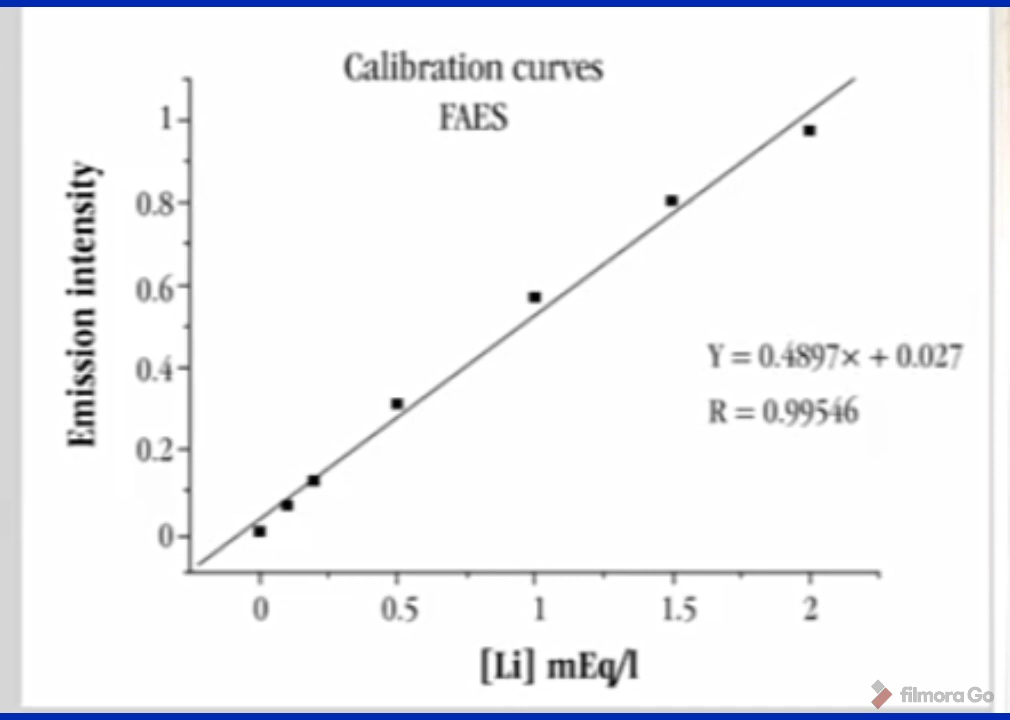 Calibration curves
FAES
Emission intensity
1
0.8
0.6
0.4
0.2
0
Y = 0.4897× + 0.027
R = 0.99546
0 0.5 1 1.5 2
[Li] mEq/l
filmora Go